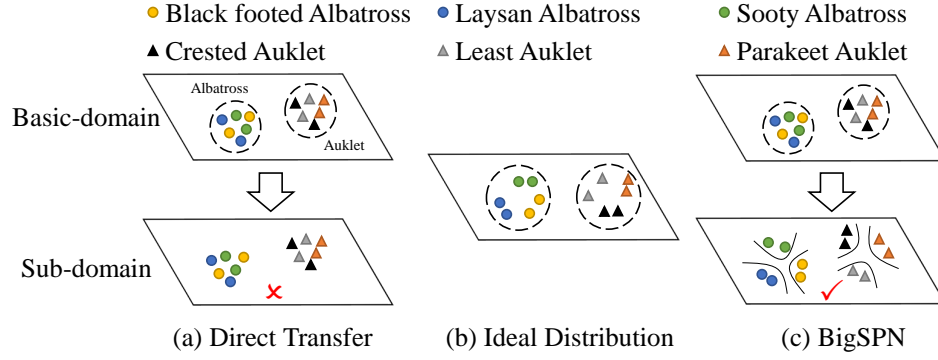 Black footed Albatross Laysan Albatross Sooty Albatross
Crested Auklet Least Auklet Parakeet Auklet
Albatross
Basic-domain
Auklet
Sub-domain
(a) Direct Transfer (b) Ideal Distribution (c) BigSPN